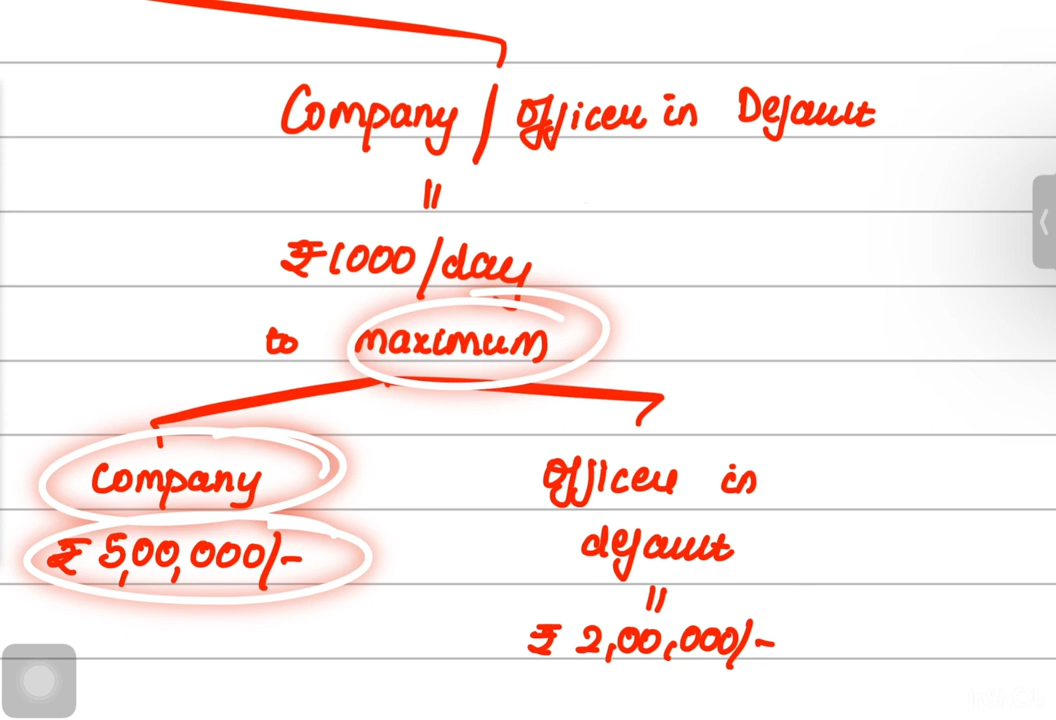 Company / Officer in Default
॥
₹1000/day
to maximum
Company
₹ 5,00,000/-
Officer in
default
॥
₹ 2,00,000/-